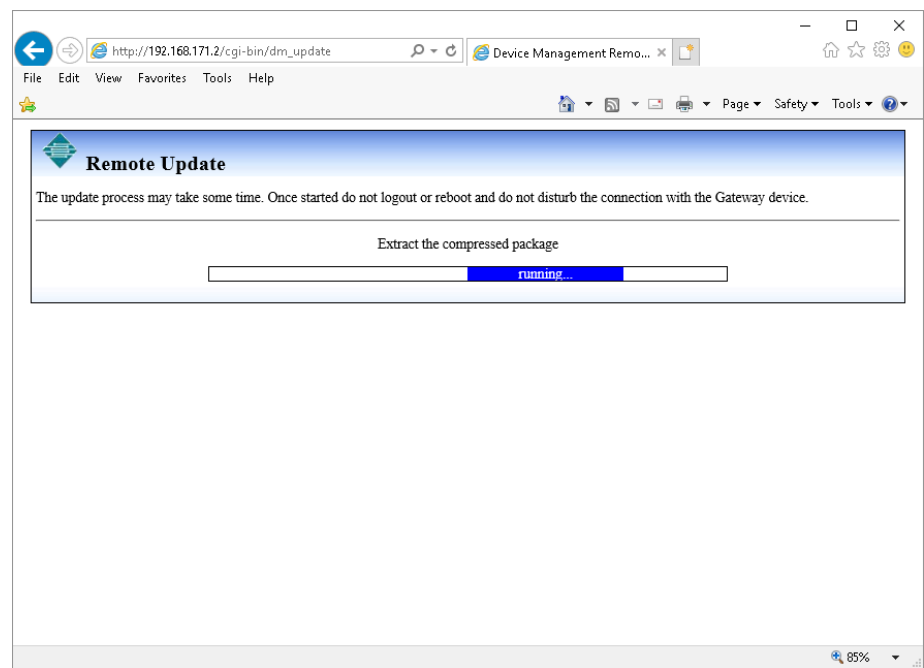 http://192.168.171.2/cgi-bin/dm_update
Device Management Remo...
File Edit View Favorites Tools Help
Page Safety Tools
Remote Update
The update process may take some time. Once started do not logout or reboot and do not disturb the connection with the Gateway device.
Extract the compressed package
running...
85%